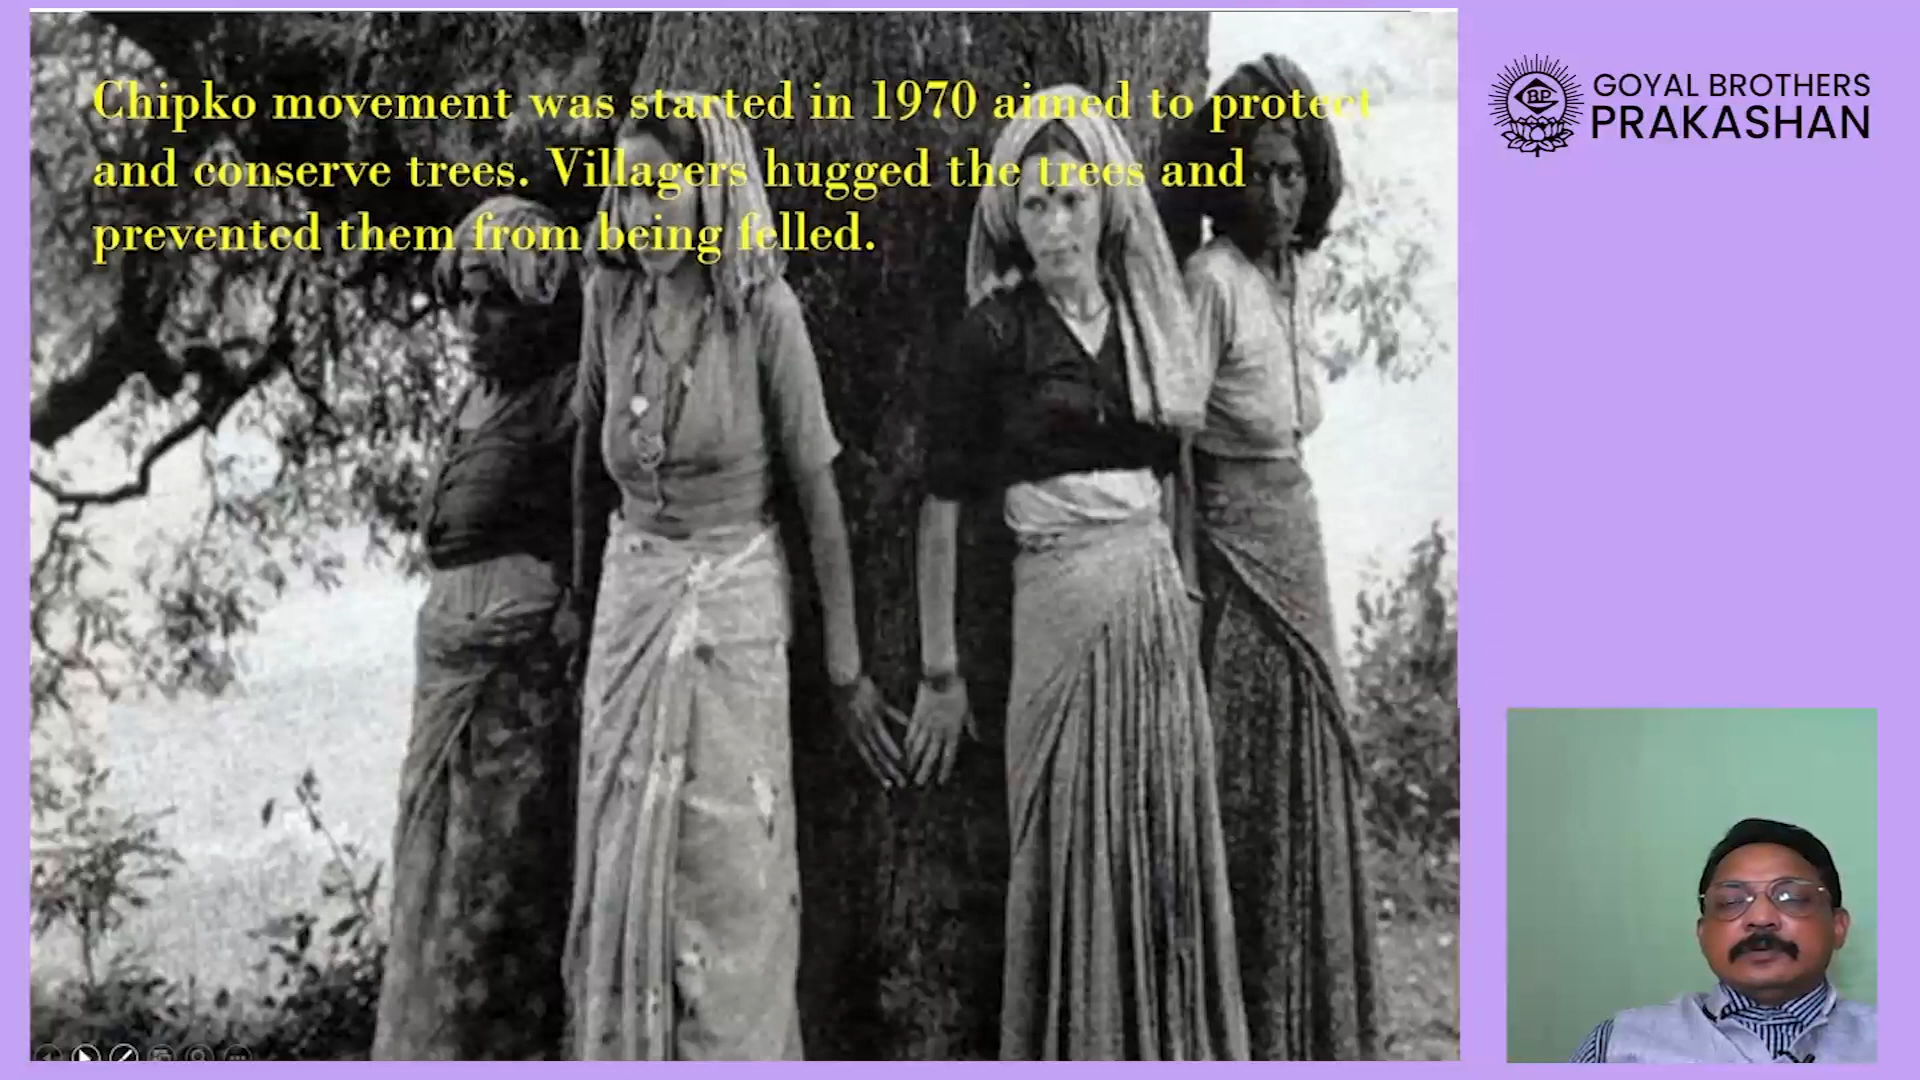 Chipko movement was started in 1970 aimed to protect
and conserve trees. Villagers hugged the trees and
prevented them from being felled.
GOYAL BROTHERS
PRAKASHAN
BP